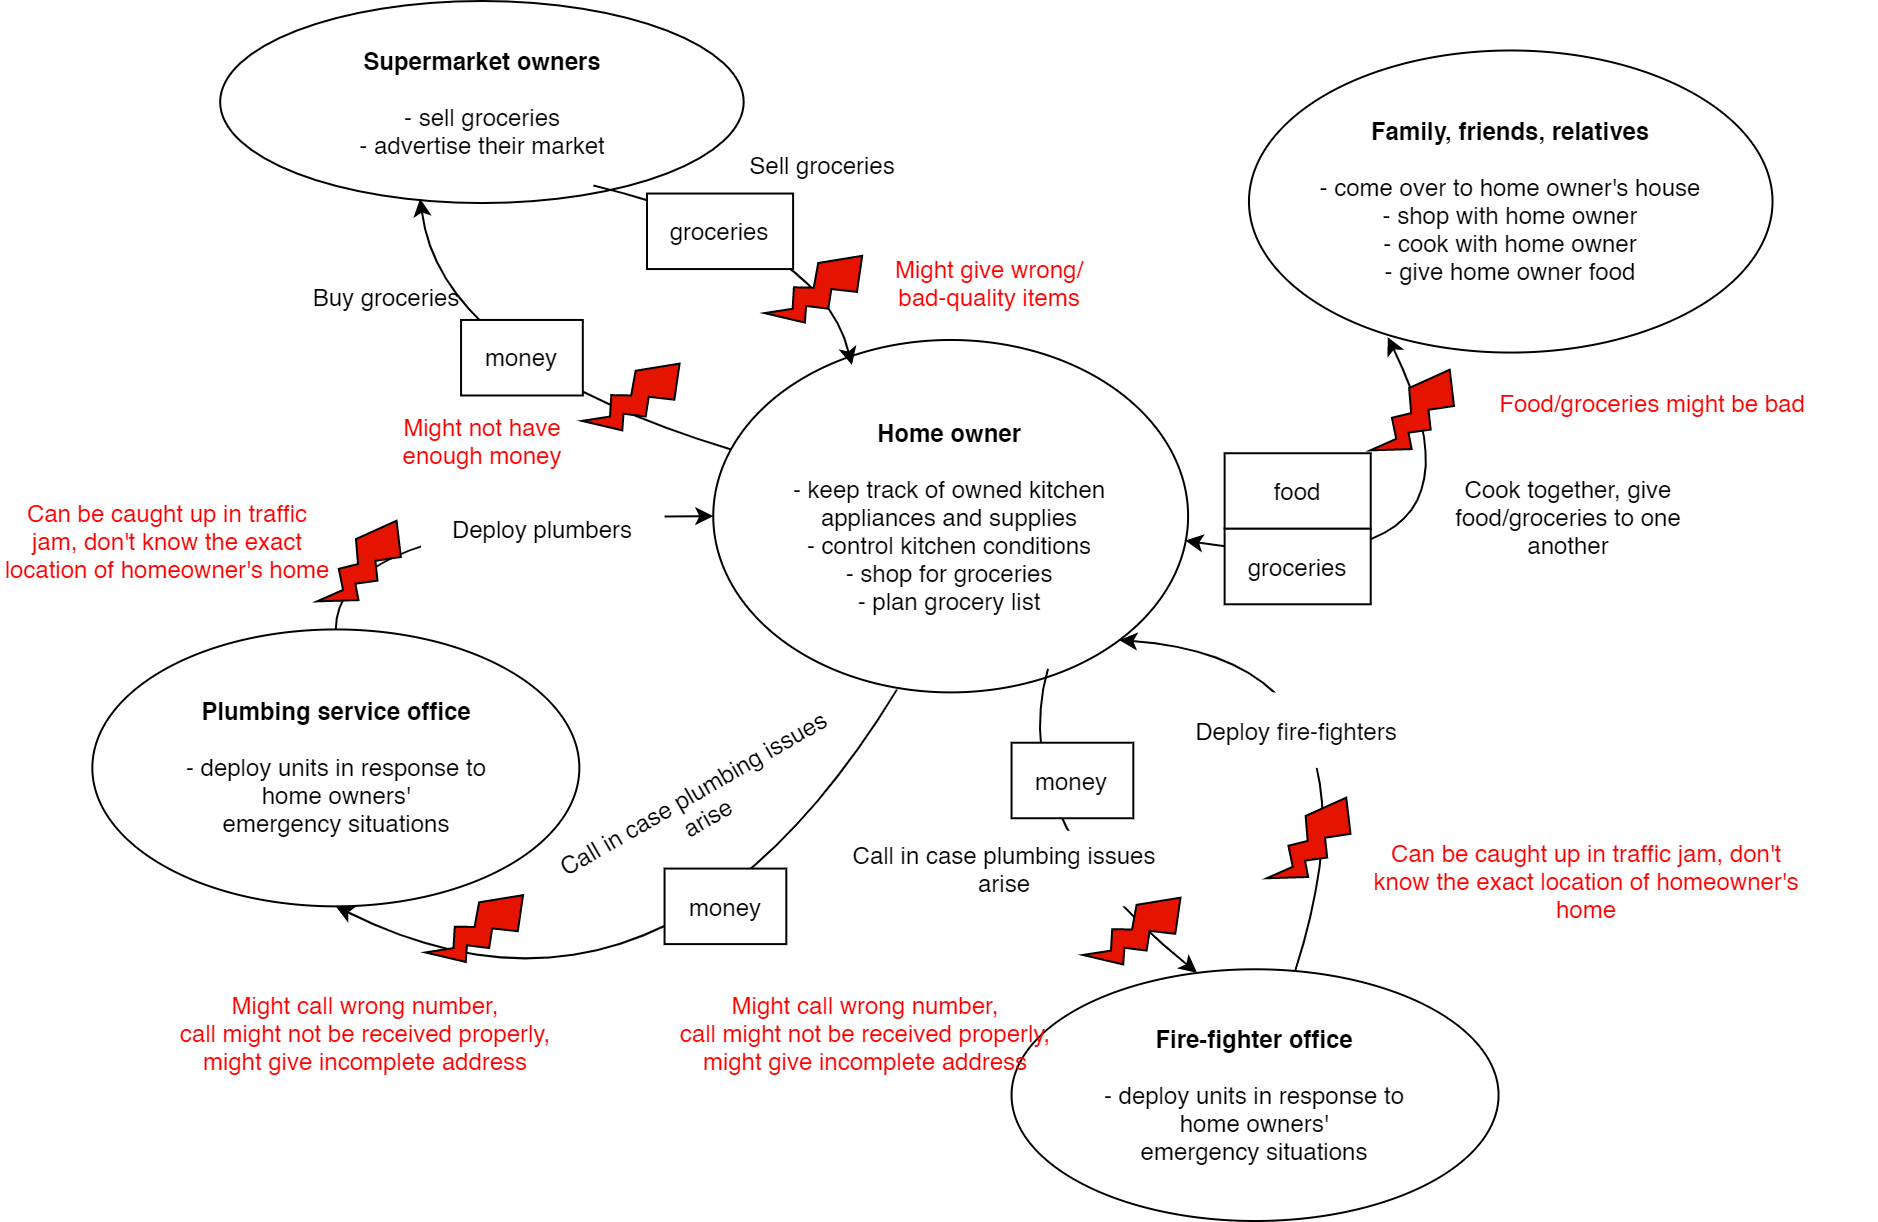 Supermarket owners
- sell groceries
- advertise their market
Sell groceries
groceries
Might give wrong/
bad-quality items
Buy groceries
money
Might not have
enough money
Family, friends, relatives
- come over to home owner's house
- shop with home owner
- cook with home owner
- give home owner food
Food/groceries might be bad
food
groceries
Cook together, give
food/groceries to one
another
Home owner
- keep track of owned kitchen
appliances and supplies
- control kitchen conditions
- shop for groceries
- plan grocery list
Can be caught up in traffic
jam, don't know the exact
location of homeowner's home
Deploy plumbers
Plumbing service office
- deploy units in response to
home owners'
emergency situations
Call in case plumbing issues
arise
money
Might call wrong number,
call might not be received properly,
might give incomplete address
money
Call in case plumbing issues
arise
Might call wrong number,
call might not be received properly,
might give incomplete address
Deploy fire-fighters
Can be caught up in traffic jam, don't
know the exact location of homeowner's
home
Fire-fighter office
- deploy units in response to
home owners'
emergency situations